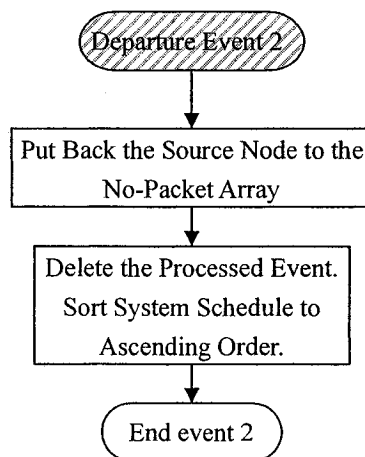 Departure Event 2
Put Back the Source Node to the
No-Packet Array
Delete the Processed Event.
Sort System Schedule to
Ascending Order.
End event 2